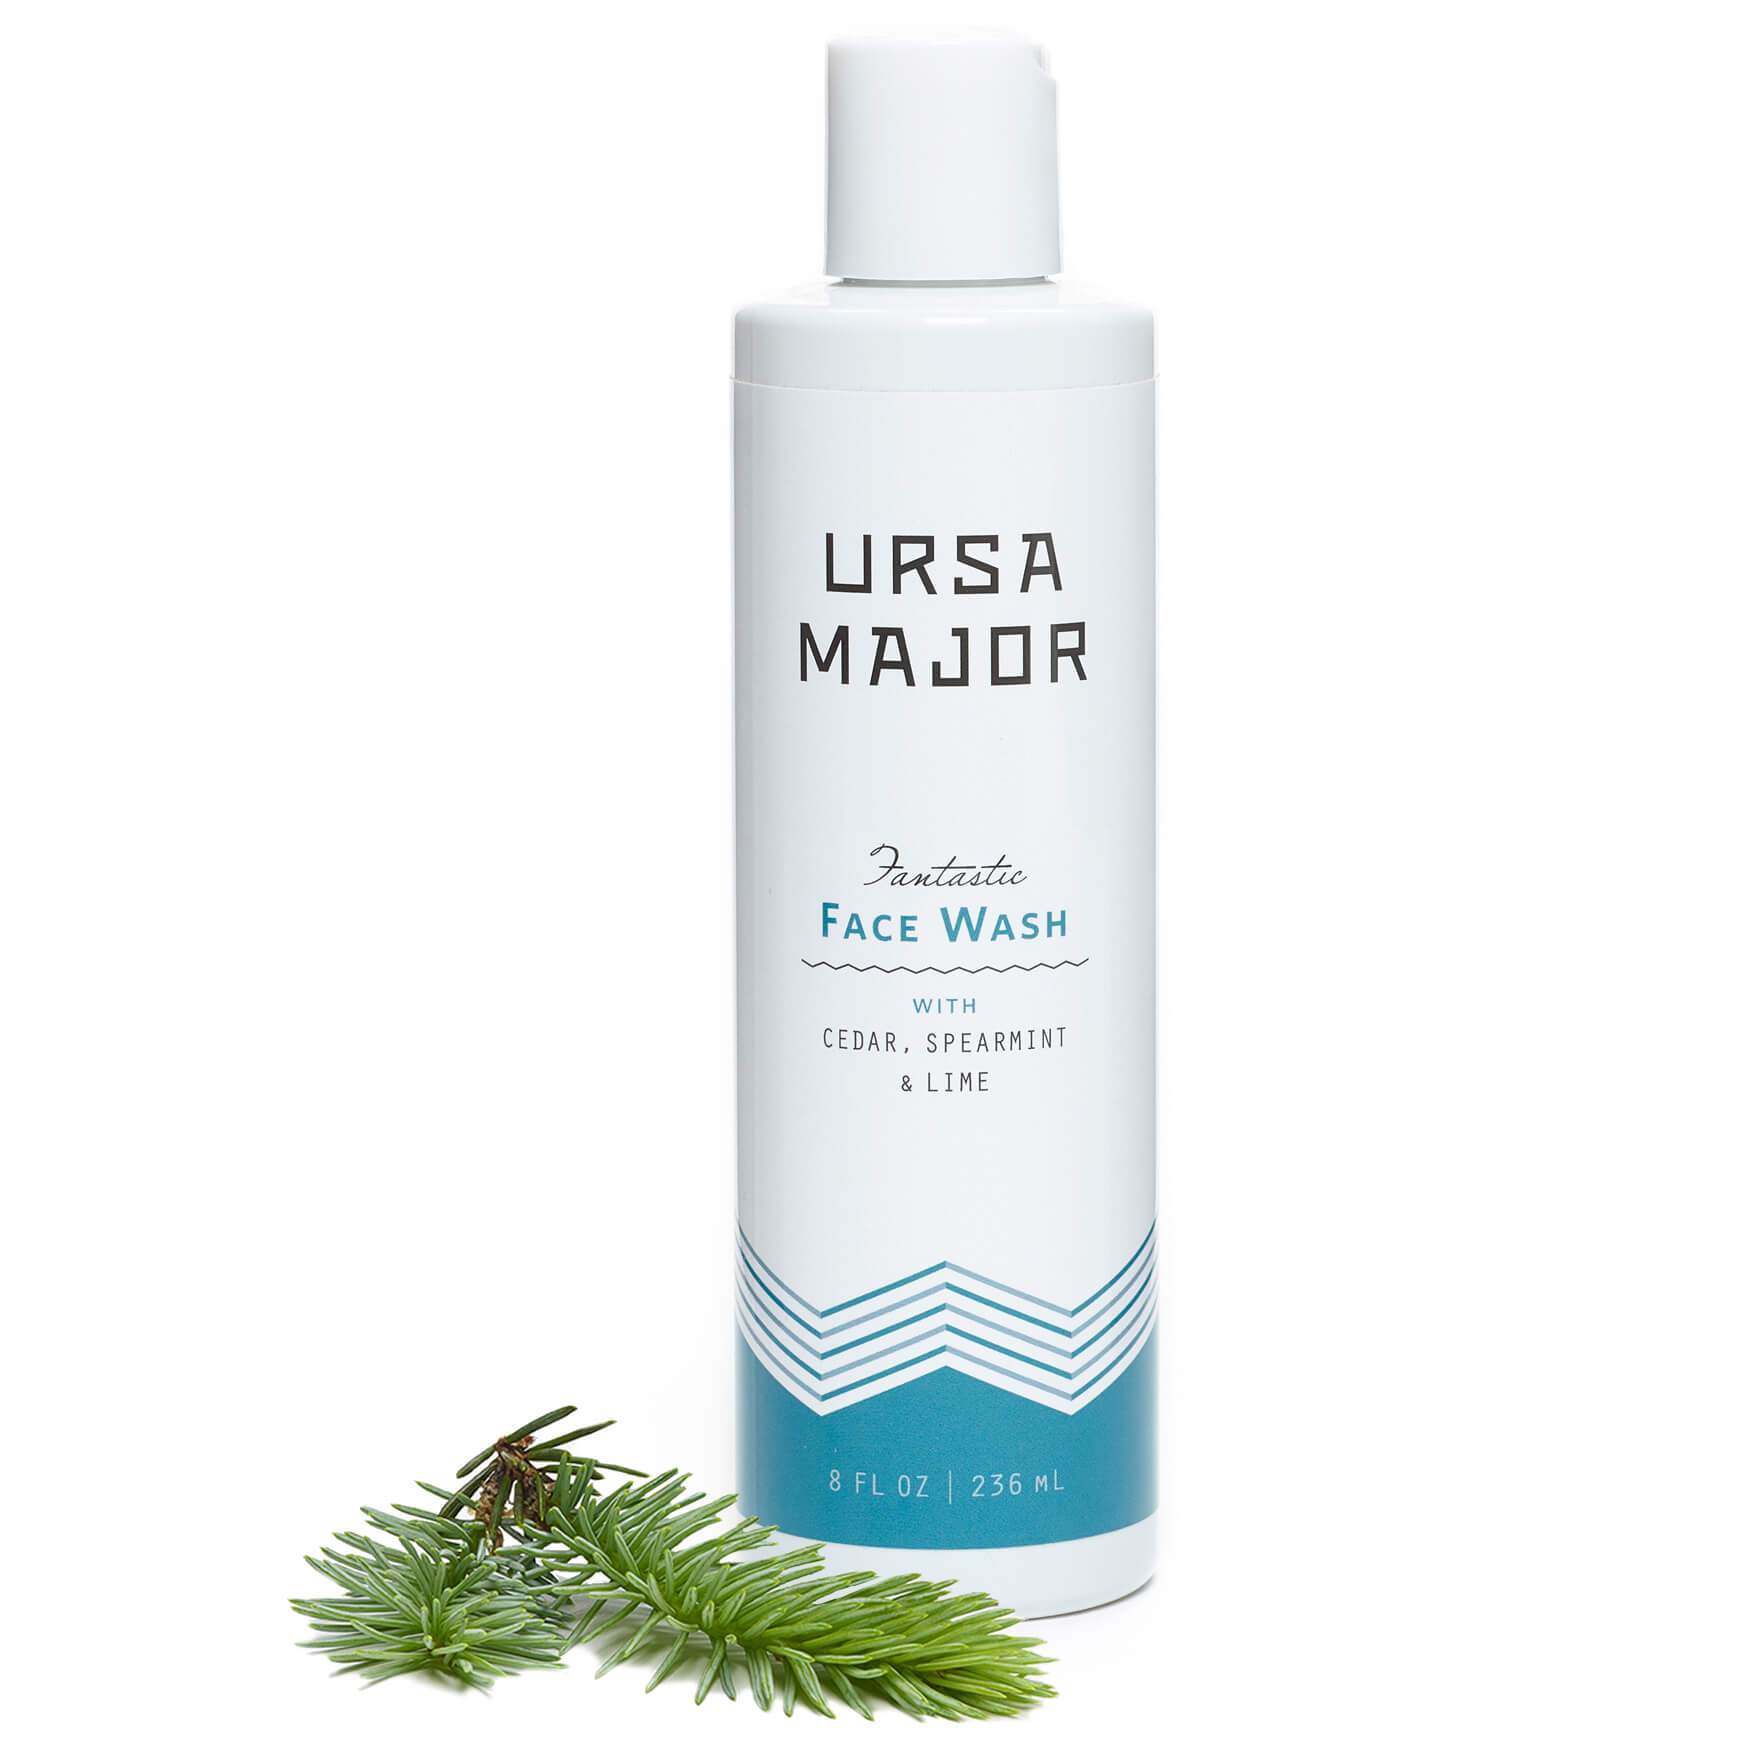 URSA
MAJOR
Fantastic
FACE WASH
WITH
CEDAR, SPEARMINT
& LIME
8 FL OZ | 236 mL